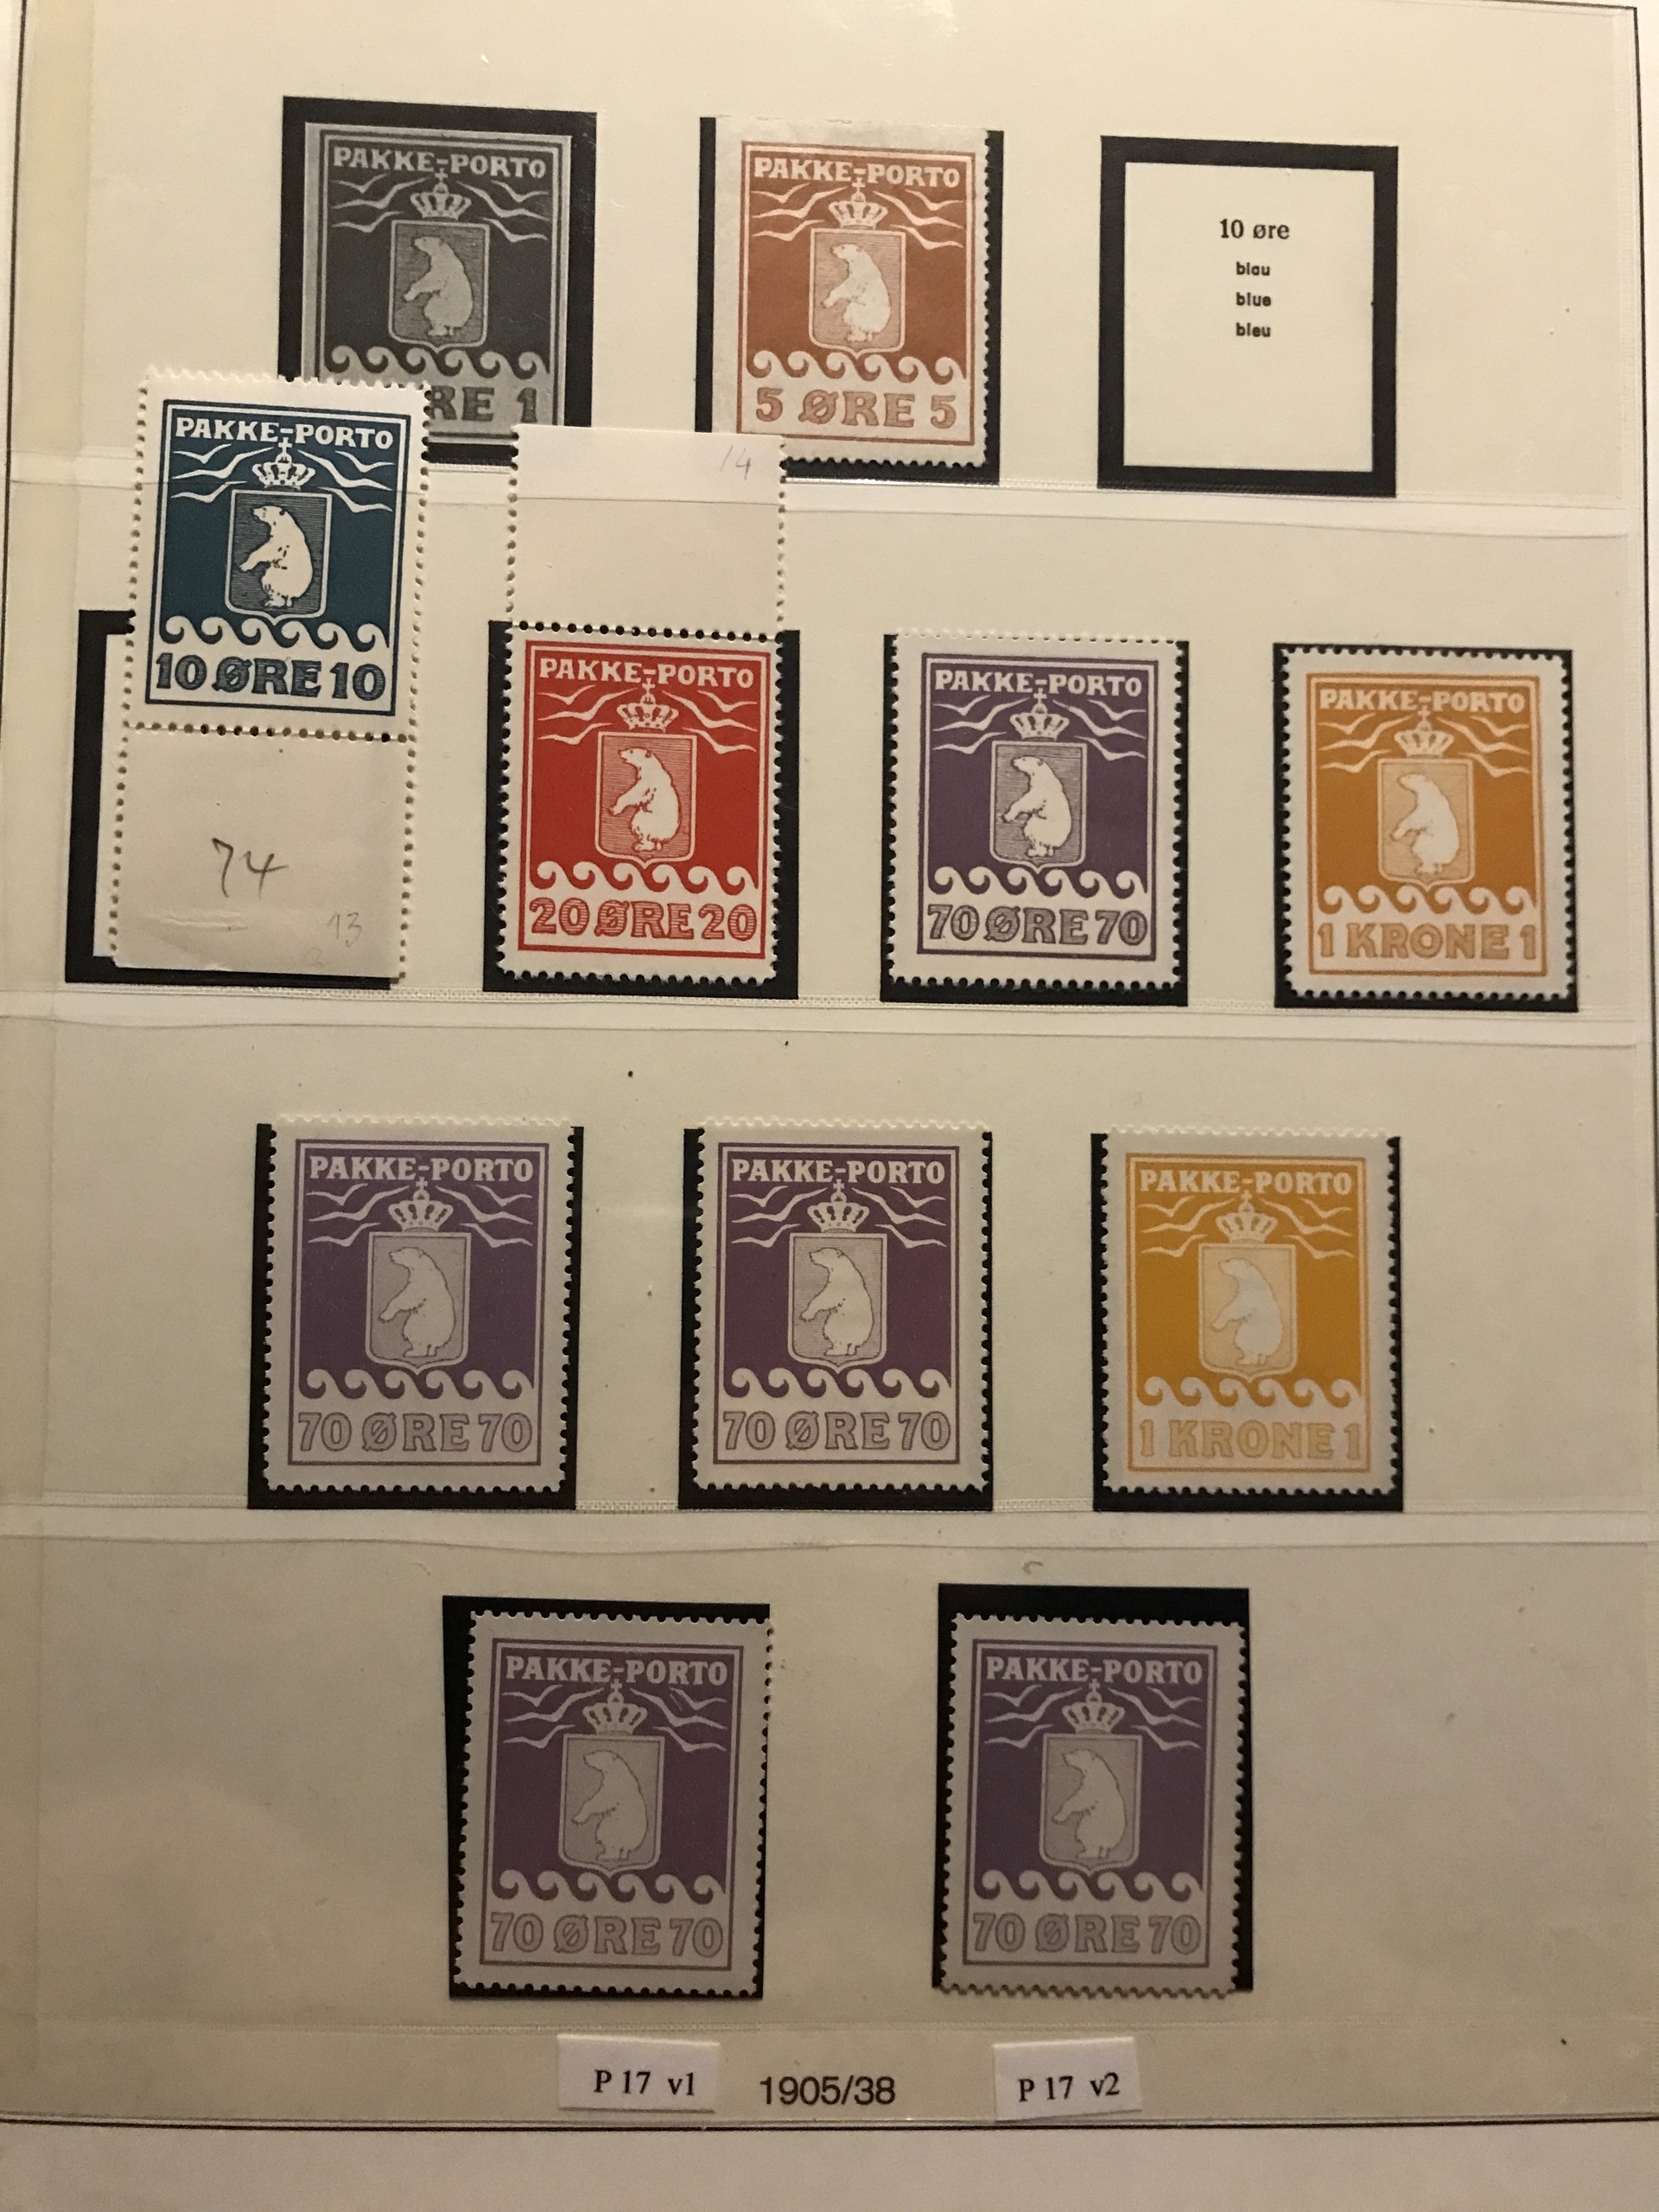 PAKKE-PORTO
RE 1
PAKKE-PORTO
5 ØRE 5
10 øre
blau
blue
bleu
PAKKE-PORTO
10 ØRE 10
74
13
14
PAKKE-PORTO
20 ØRE 20
PAKKE-PORTO
70 ØRE 70
PAKKE-PORTO
1 KRONE 1
PAKKE-PORTO
70 ØRE 70
PAKKE-PORTO
70 ØRE 70
PAKKE-PORTO
1 KRONE 1
PAKKE-PORTO
70 ØRE 70
PAKKE-PORTO
70 ØRE 70
P 17 v1
1905/38
P 17 v2